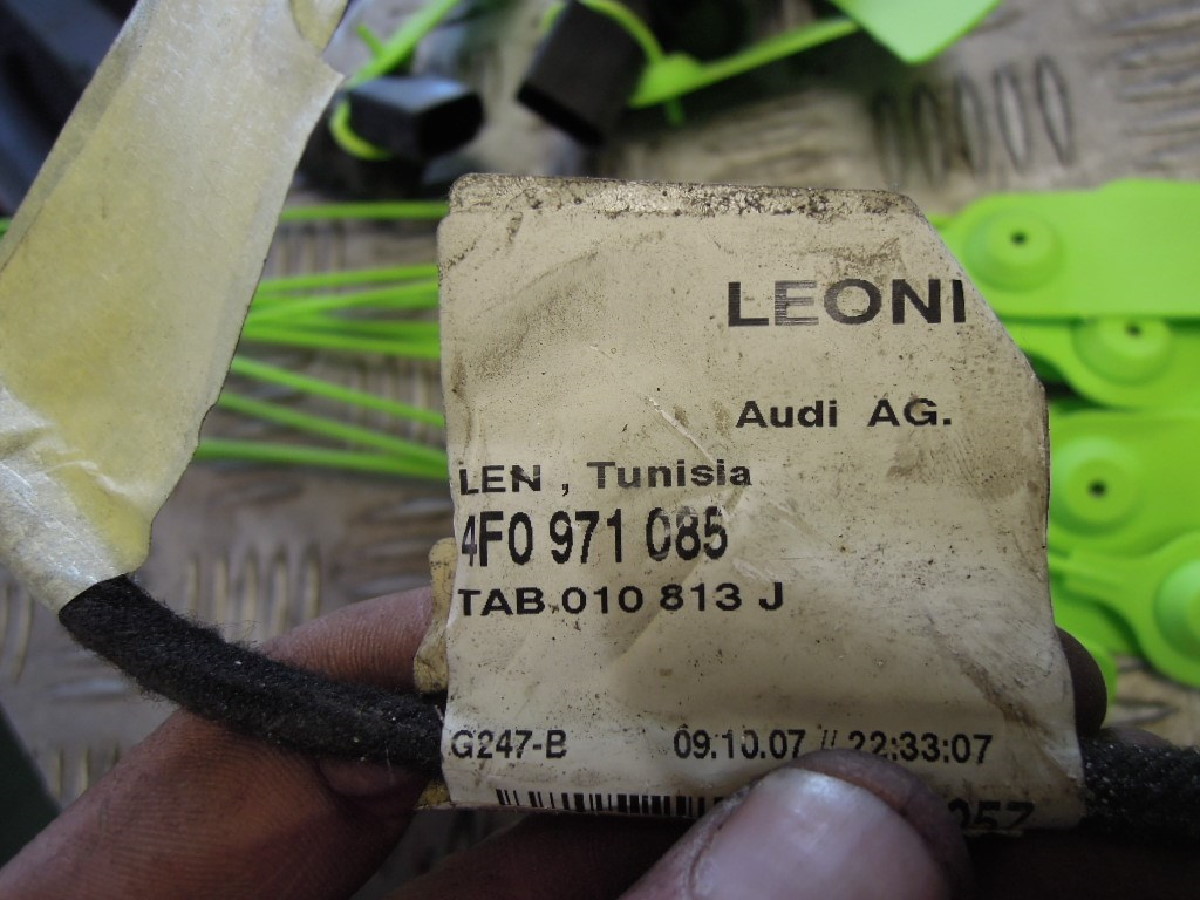 LEONI
Audi AG.
LEN , Tunisia
4F0 971 085
TAB.010 813 J
G247-B 09.10.07 // 22:33:07